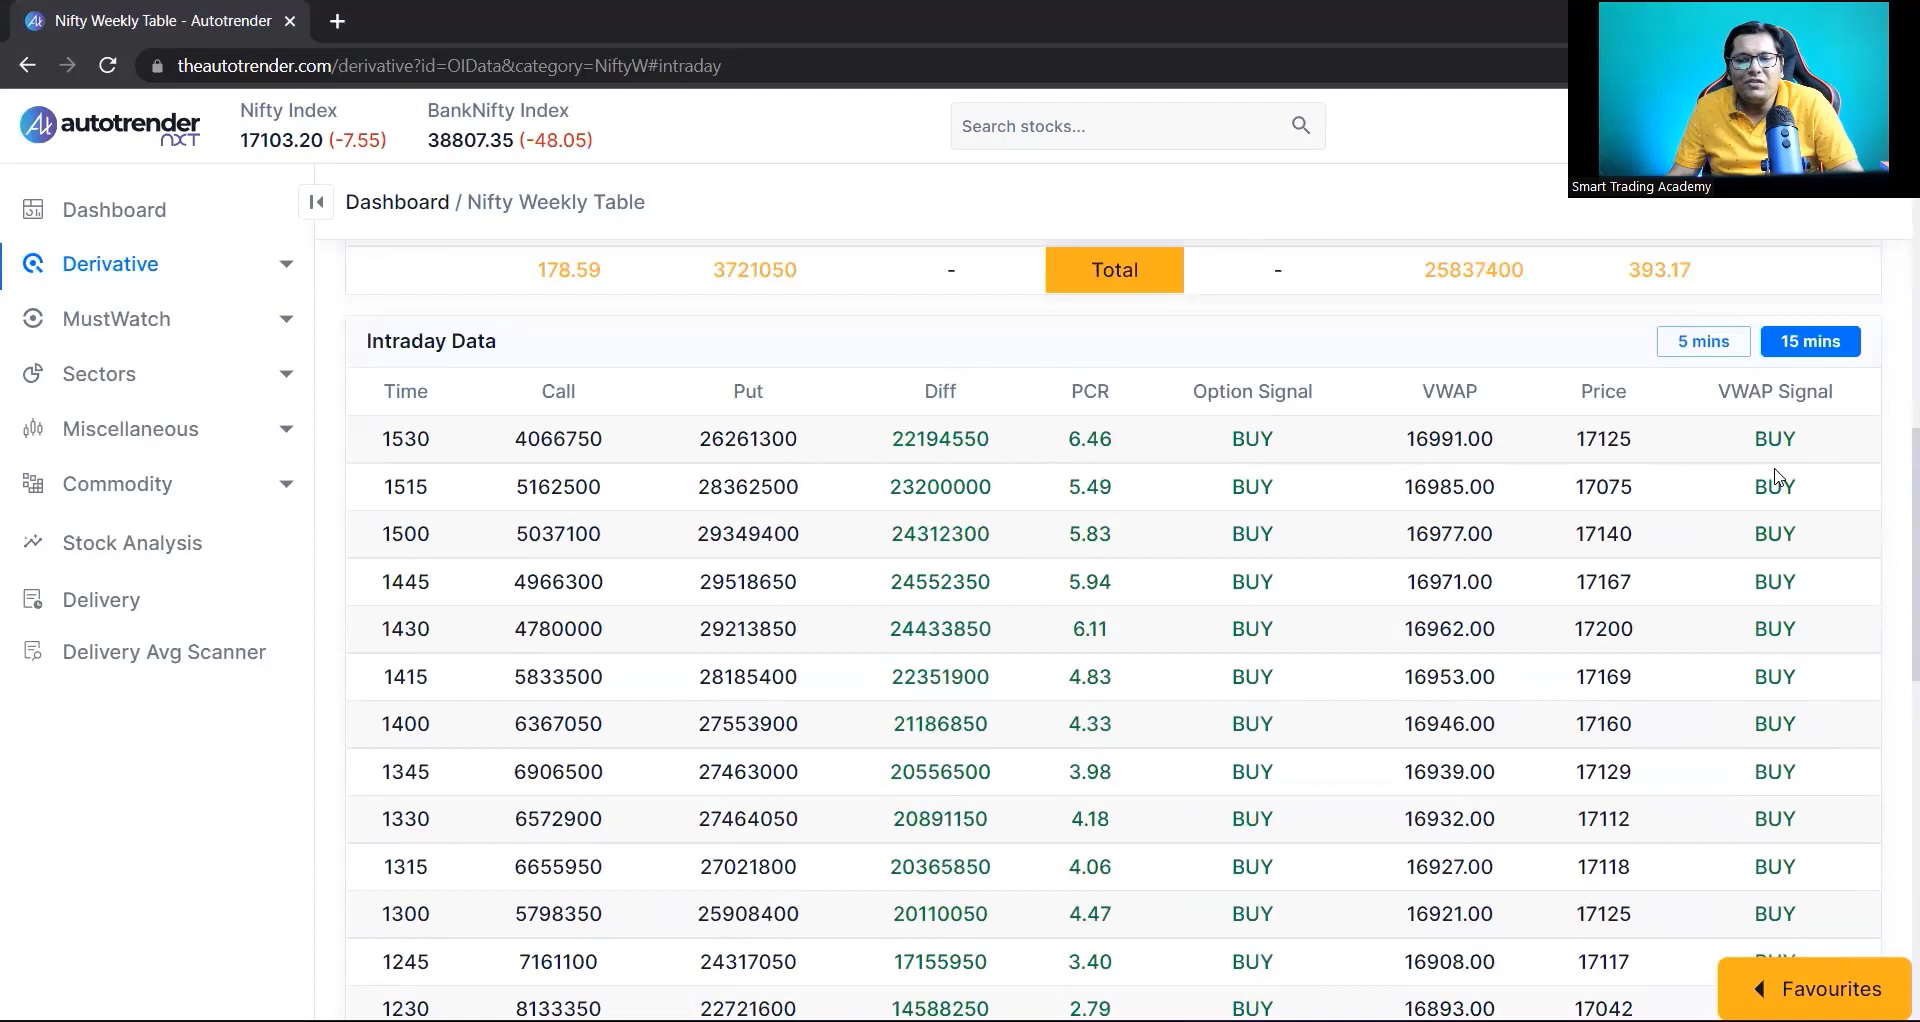 Nifty Weekly Table - Autotrender
theautotrender.com/derivative?id=OIData&category=NiftyW#intraday
autotrender nxt
Nifty Index
17103.20 (-7.55)
BankNifty Index
38807.35 (-48.05)
Search stocks...
Smart Trading Academy
Dashboard
Derivative
MustWatch
Sectors
Miscellaneous
Commodity
Stock Analysis
Delivery
Delivery Avg Scanner
Dashboard / Nifty Weekly Table
178.59 3721050 - Total - 25837400 393.17
Intraday Data 5 mins 15 mins
Time Call Put Diff PCR Option Signal VWAP Price VWAP Signal
1530 4066750 26261300 22194550 6.46 BUY 16991.00 17125 BUY
1515 5162500 28362500 23200000 5.49 BUY 16985.00 17075 BUY
1500 5037100 29349400 24312300 5.83 BUY 16977.00 17140 BUY
1445 4966300 29518650 24552350 5.94 BUY 16971.00 17167 BUY
1430 4780000 29213850 24433850 6.11 BUY 16962.00 17200 BUY
1415 5833500 28185400 22351900 4.83 BUY 16953.00 17169 BUY
1400 6367050 27553900 21186850 4.33 BUY 16946.00 17160 BUY
1345 6906500 27463000 20556500 3.98 BUY 16939.00 17129 BUY
1330 6572900 27464050 20891150 4.18 BUY 16932.00 17112 BUY
1315 6655950 27021800 20365850 4.06 BUY 16927.00 17118 BUY
1300 5798350 25908400 20110050 4.47 BUY 16921.00 17125 BUY
1245 7161100 24317050 17155950 3.40 BUY 16908.00 17117
1230 8133350 22721600 14588250 2.79 BUY 16893.00 17042
Favourites